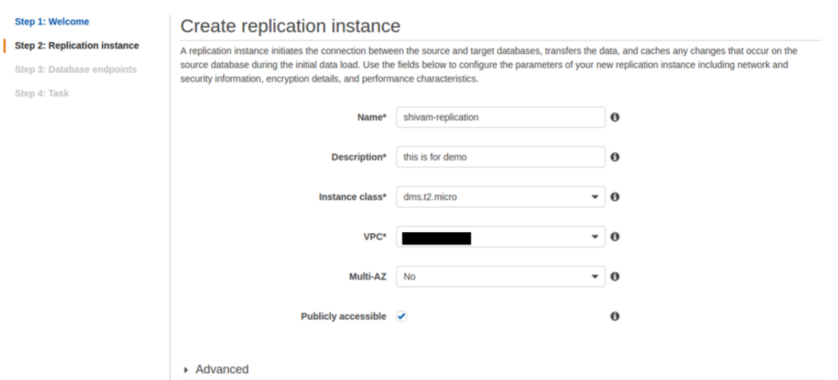 Step 1: Welcome
Step 2: Replication instance
Step 3: Database endpoints
Step 4: Task
Create replication instance
A replication instance initiates the connection between the source and target databases, transfers the data, and caches any changes that occur on the
source database during the initial data load. Use the fields below to configure the parameters of your new replication instance including network and
security information, encryption details, and performance characteristics.
Name* shivam-replication
Description* this is for demo
Instance class* dms.t2.micro
VPC*
Multi-AZ No
Publicly accessible
Advanced